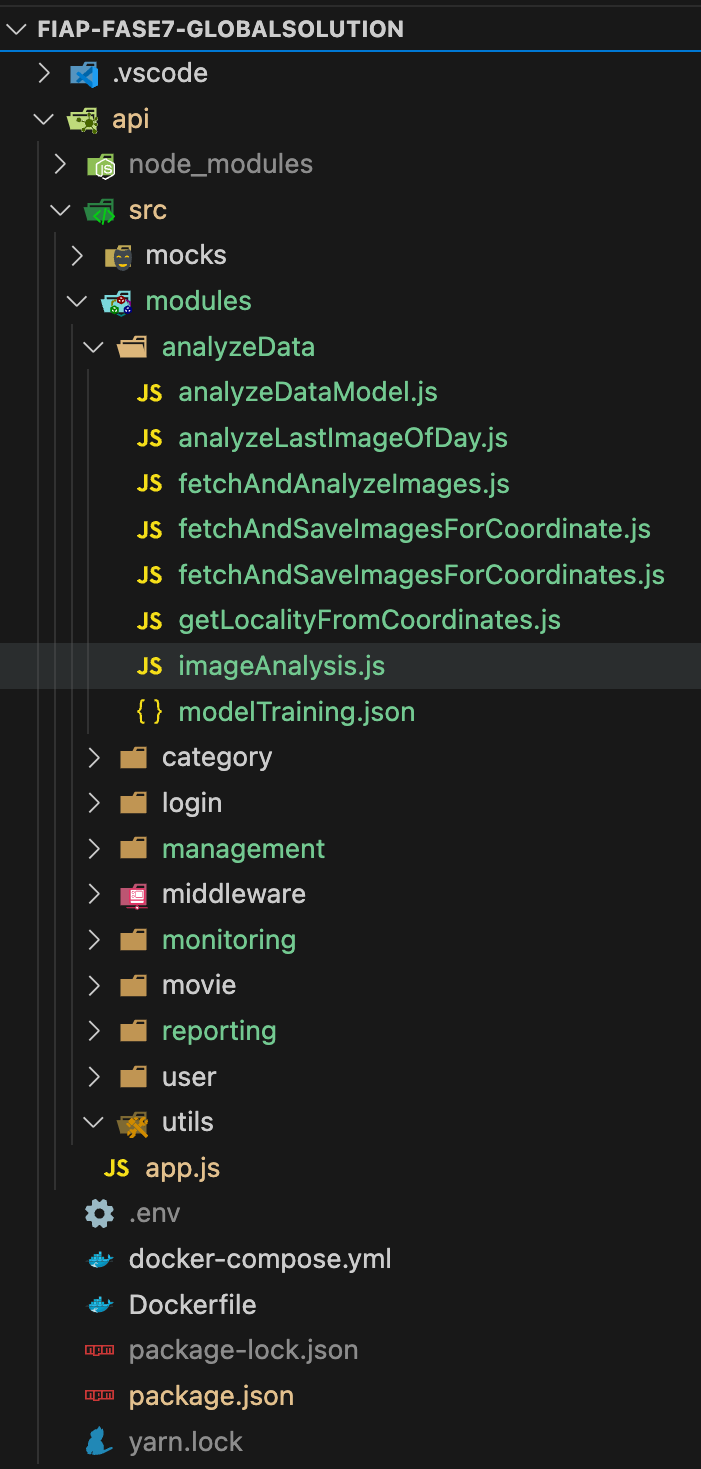 FIAP-FASE7-GLOBALSOLUTION
.vscode
api
node_modules
src
mocks
modules
analyzeData
JS analyzeDataModel.js
JS analyzeLastImageOfDay.js
JS fetchAndAnalyzeImages.js
JS fetchAndSaveImagesForCoordinate.js
JS fetchAndSaveImagesForCoordinates.js
JS getLocalityFromCoordinates.js
JS imageAnalysis.js
{ } modelTraining.json
category
login
management
middleware
monitoring
movie
reporting
user
utils
JS app.js
.env
docker-compose.yml
Dockerfile
package-lock.json
package.json
yarn.lock